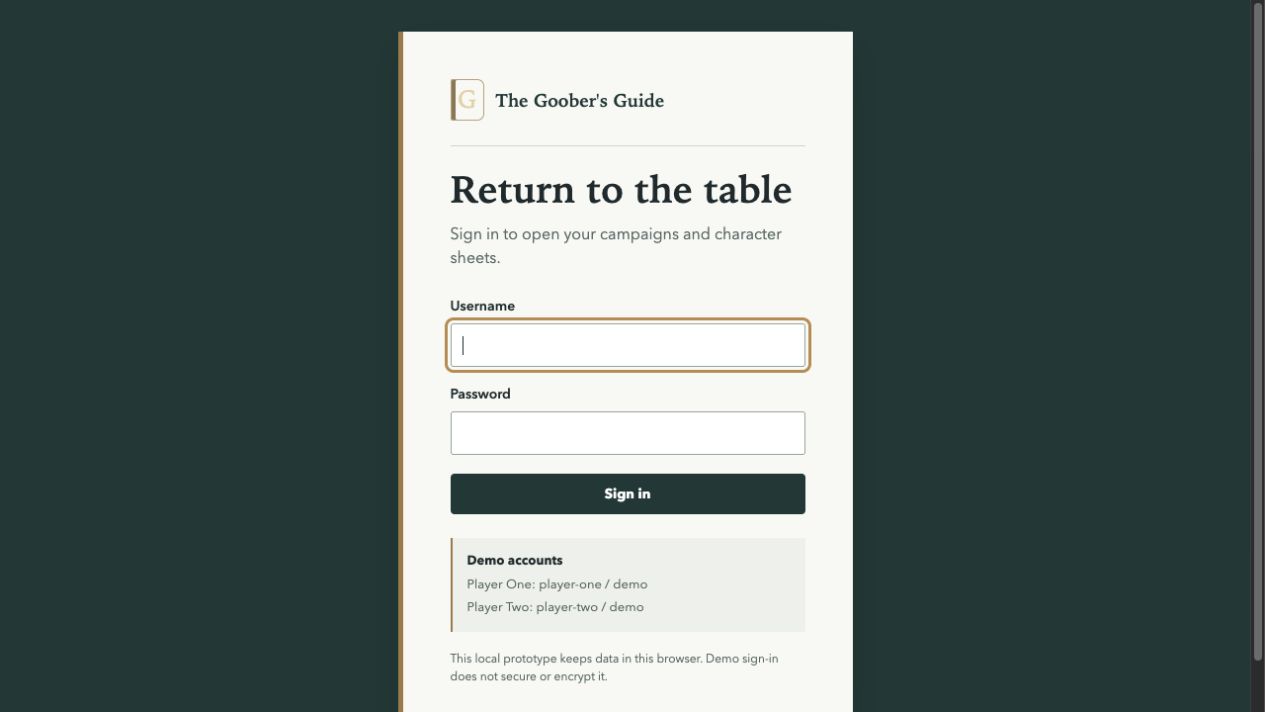 G
The Goober's Guide
Return to the table
Sign in to open your campaigns and character
sheets.
Username
Password
Sign in
Demo accounts
Player One: player-one / demo
Player Two: player-two / demo
This local prototype keeps data in this browser. Demo sign-in
does not secure or encrypt it.